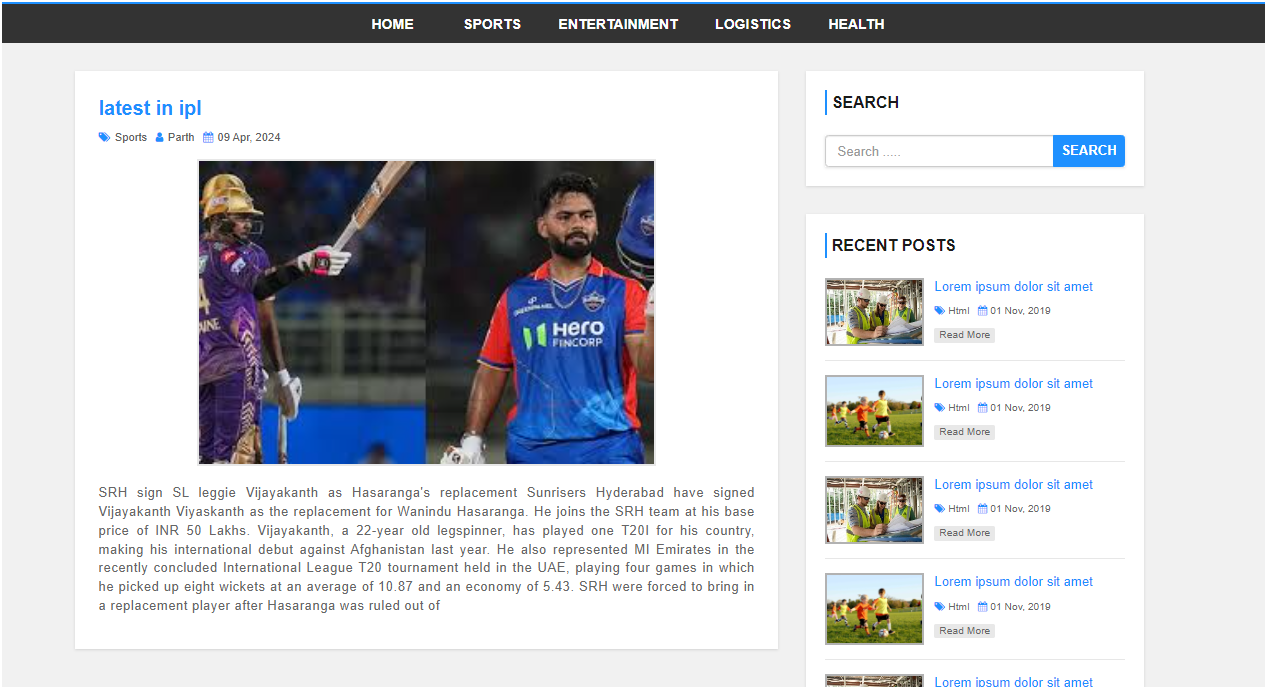 HOME SPORTS ENTERTAINMENT LOGISTICS HEALTH
latest in ipl
Sports Parth 09 Apr, 2024
HERO
FINCORP
SRH sign SL leggie Vijayakanth as Hasaranga's replacement Sunrisers Hyderabad have signed
Vijayakanth Viyaskanth as the replacement for Wanindu Hasaranga. He joins the SRH team at his base
price of INR 50 Lakhs. Vijayakanth, a 22-year old legspinner, has played one T20I for his country,
making his international debut against Afghanistan last year. He also represented MI Emirates in the
recently concluded International League T20 tournament held in the UAE, playing four games in which
he picked up eight wickets at an average of 10.87 and an economy of 5.43. SRH were forced to bring in
a replacement player after Hasaranga was ruled out of
SEARCH
Search .....
SEARCH
RECENT POSTS
Lorem ipsum dolor sit amet
Html 01 Nov, 2019
Read More
Lorem ipsum dolor sit amet
Html 01 Nov, 2019
Read More
Lorem ipsum dolor sit amet
Html 01 Nov, 2019
Read More
Lorem ipsum dolor sit amet
Html 01 Nov, 2019
Read More
Lorem ipsum dolor sit amet